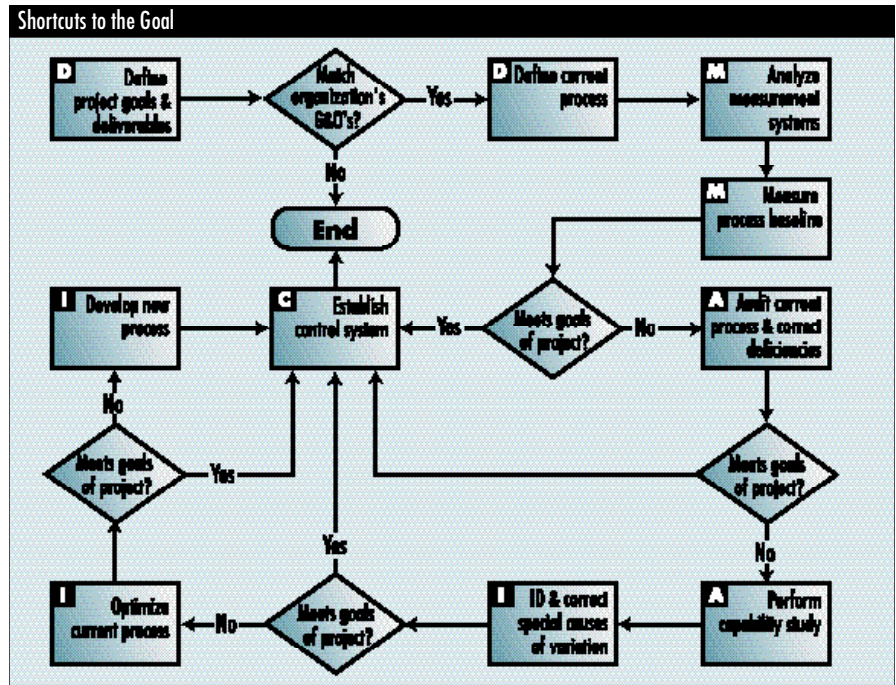 Shortcuts to the Goal
D
Define
project goals &
deliverables
Match
organization's
G&O's?
Yes
D
Define current
process
M
Analyze
measurement
systems
No
M
Measure
process baseline
End
I
Develop new
process
C
Establish
control system
Yes
Meets goals
of project?
No
A
Audit current
process & correct
deficiencies
No
Meets goals
of project?
Yes
Meets goals
of project?
Yes
No
I
Optimize
current process
No
Meets goals
of project?
I
ID & correct
special causes
of variation
A
Perform
capability study